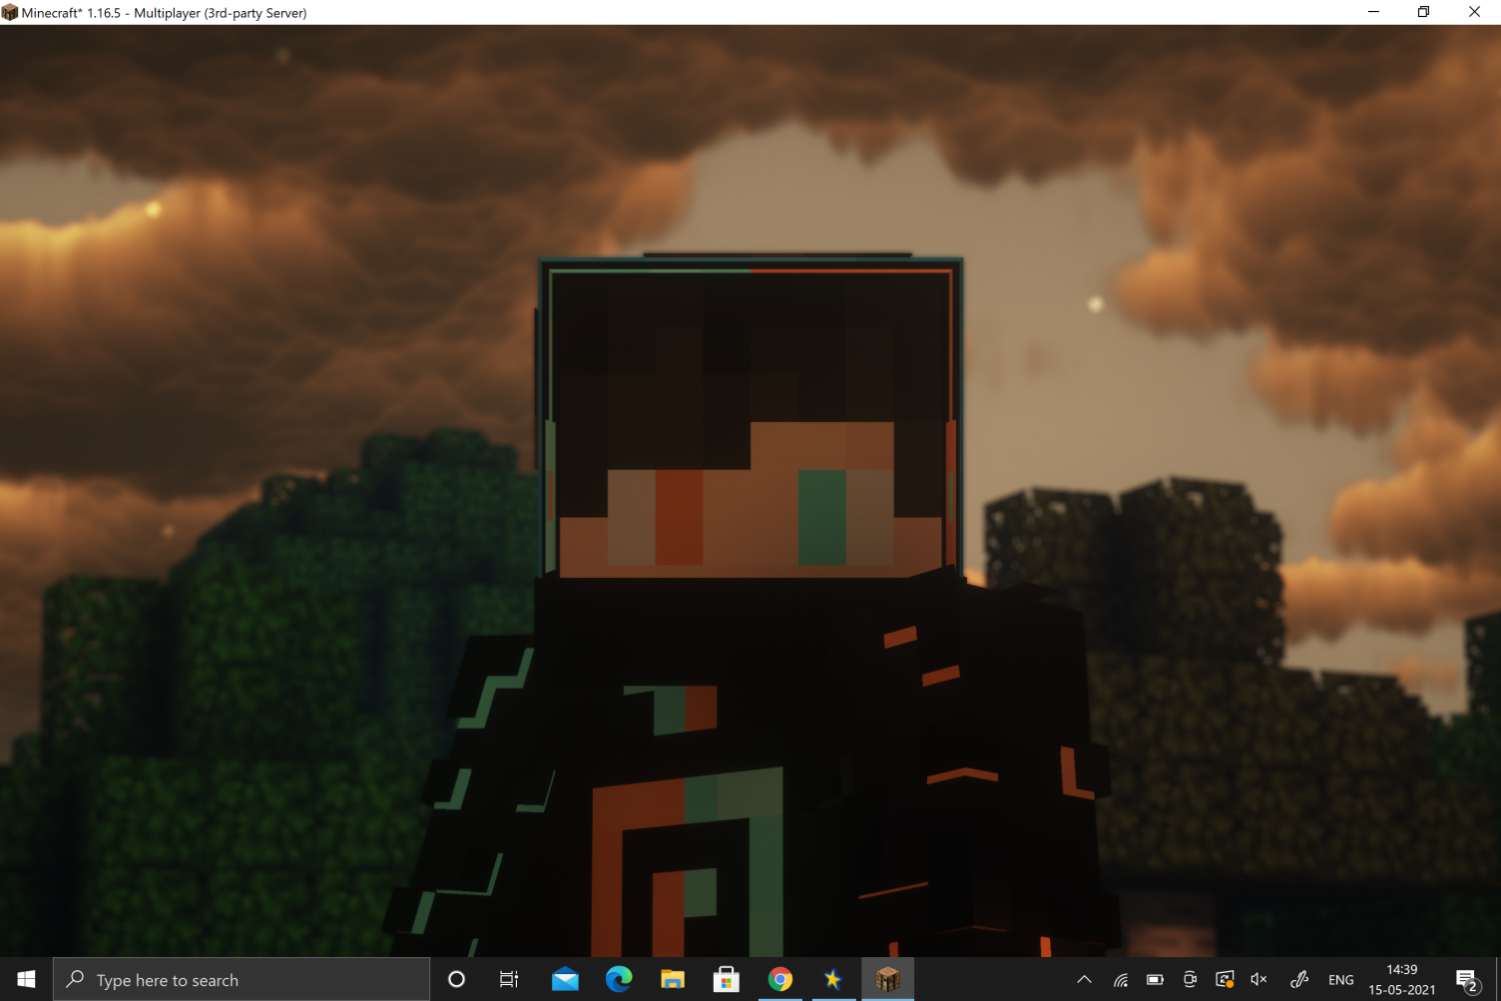 Minecraft* 1.16.5 - Multiplayer (3rd-party Server)
Type here to search
ENG
14:39
15-05-2021
2